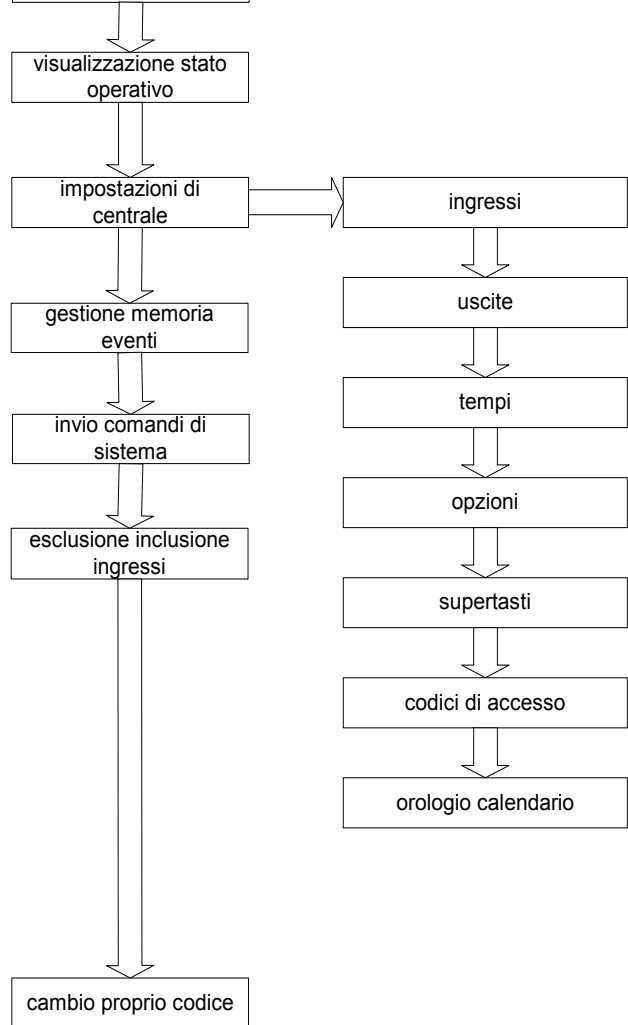 visualizzazione stato
operativo
impostazioni di
centrale
gestione memoria
eventi
invio comandi di
sistema
esclusione inclusione
ingressi
cambio proprio codice
ingressi
uscite
tempi
opzioni
supertasti
codici di accesso
orologio calendario